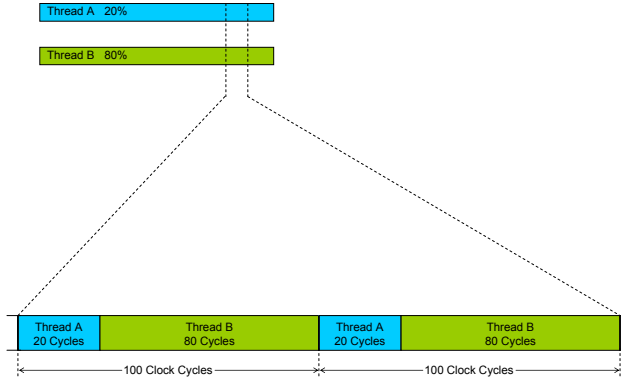 Thread A 20%
Thread B 80%
Thread A Thread B Thread A Thread B
20 Cycles 80 Cycles 20 Cycles 80 Cycles
100 Clock Cycles 100 Clock Cycles